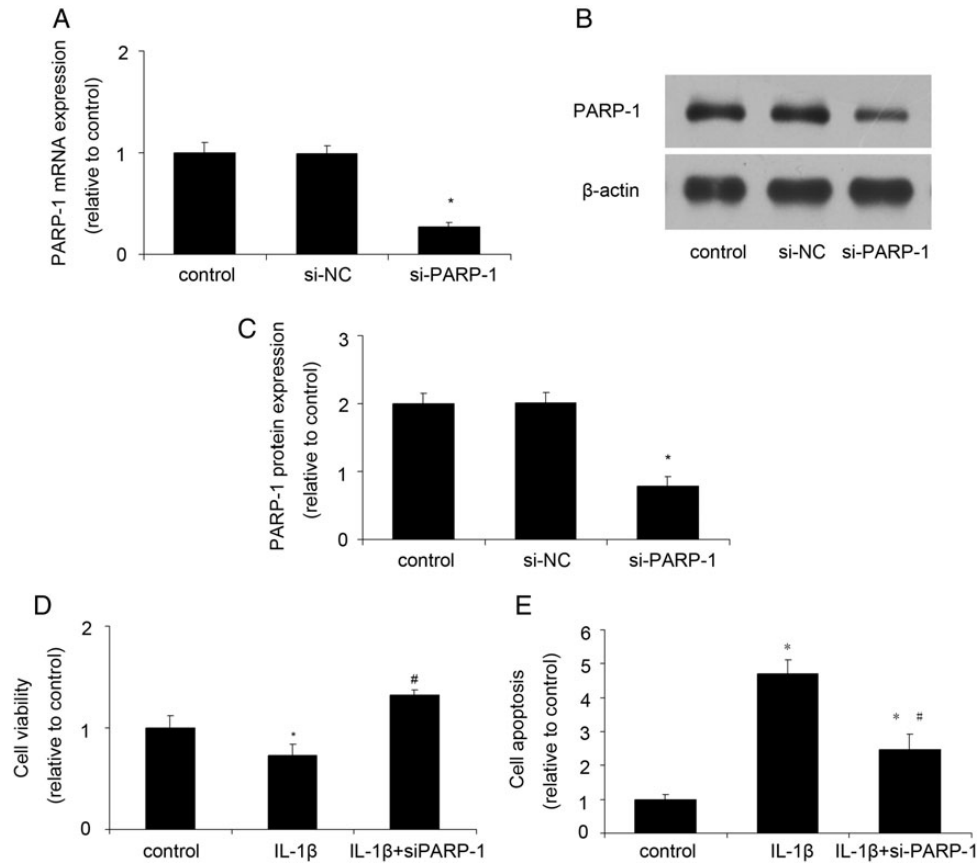 A
PARP-1 mRNA expression
(relative to control)
2
1
0
*
control si-NC si-PARP-1
B
PARP-1
β-actin
control si-NC si-PARP-1
C
PARP-1 protein expression
(relative to control)
3
2
1
0
*
control si-NC si-PARP-1
D
Cell viability
(relative to control)
2
1
0
*
#
control IL-1β IL-1β+siPARP-1
E
Cell apoptosis
(relative to control)
6
5
4
3
2
1
0
*
* #
control IL-1β IL-1β+si-PARP-1